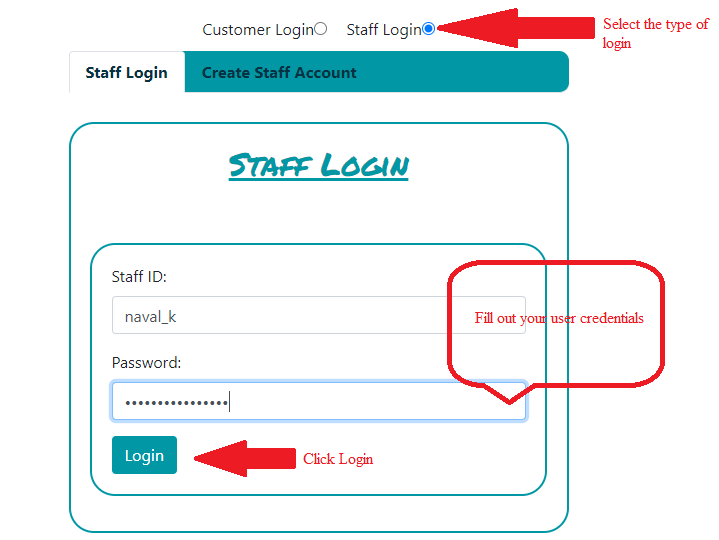 Customer Login Staff Login
Select the type of
login
Staff Login Create Staff Account
Staff Login
Staff ID:
naval_k
Fill out your user credentials
Password:
••••••••••••••••
Login
Click Login